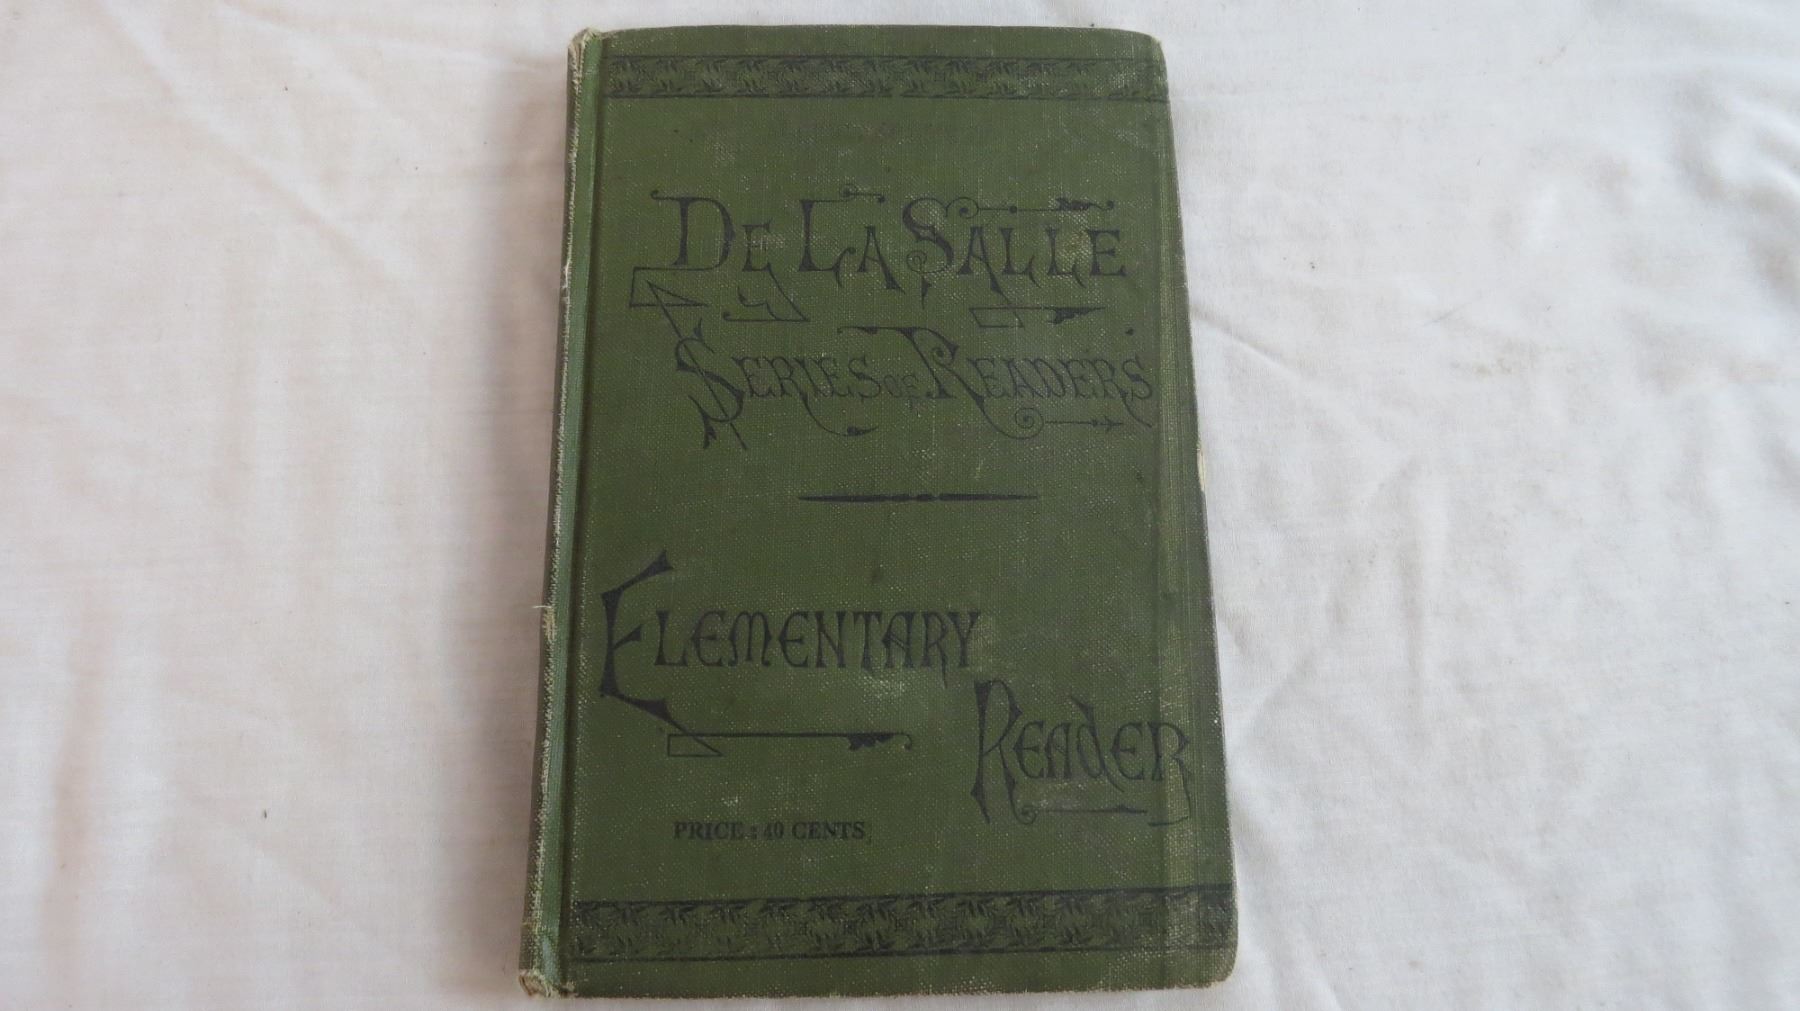 De La Salle
Series of Readers
Elementary
Reader
PRICE : 40 CENTS